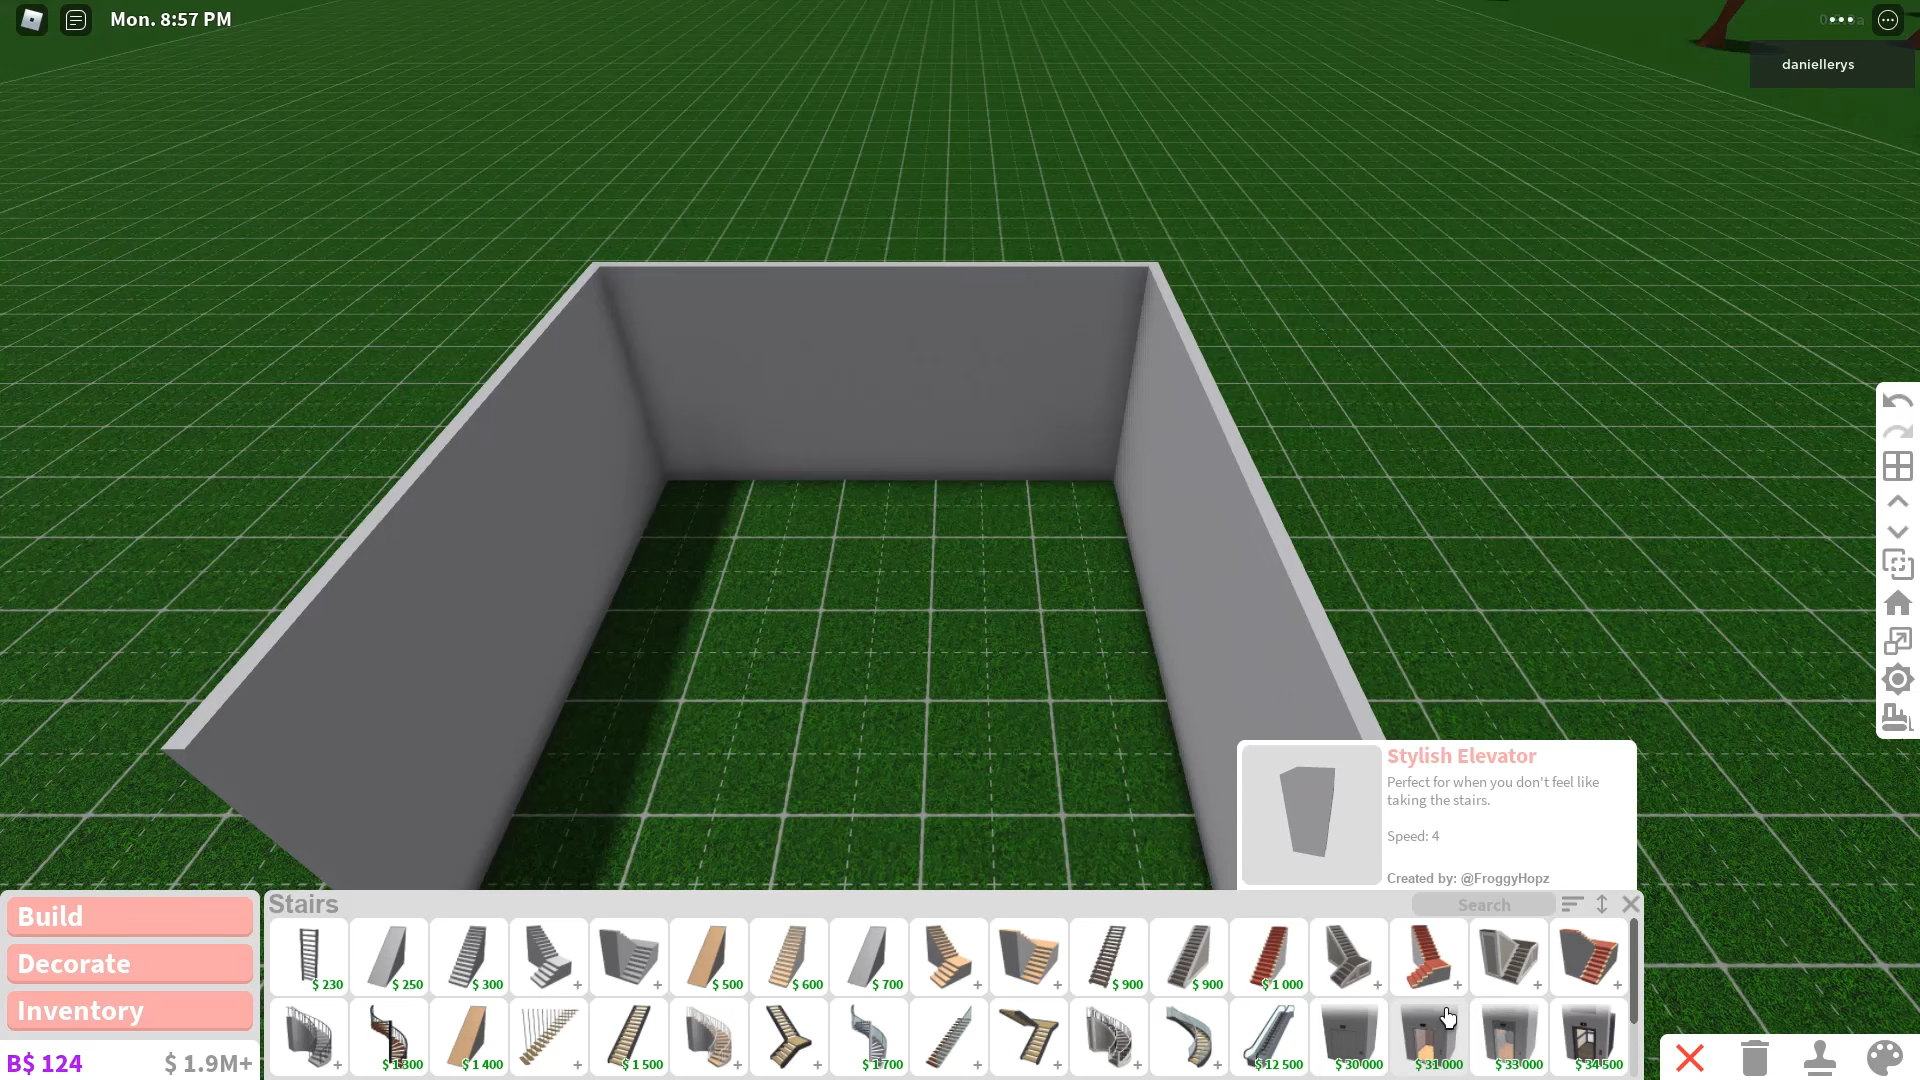 Mon. 8:57 PM
daniellerys
Stylish Elevator
Perfect for when you don't feel like
taking the stairs.
Speed: 4
Created by: @FroggyHopz
Build
Decorate
Inventory
B$ 124
$ 1.9M+
Stairs
Search
$ 230
$ 250
$ 300
+
+
$ 500
$ 600
$ 700
+
+
$ 900
$ 900
$ 1 000
+
+
+
+
+
$ 1 300
$ 1 400
+
$ 1 500
+
+
$ 1 700
+
+
+
+
$ 12 500
$ 30 000
$ 31 000
$ 33 000
$ 34 500